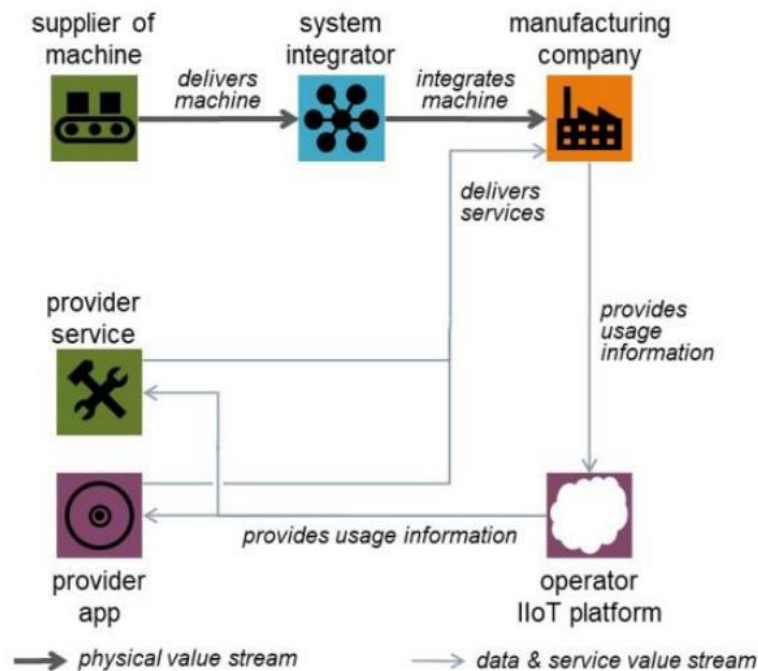 supplier of
machine
delivers
machine
system
integrator
integrates
machine
manufacturing
company
delivers
services
provider
service
provides
usage
information
provides usage information
provider
app
operator
IIoT platform
physical value stream
data & service value stream